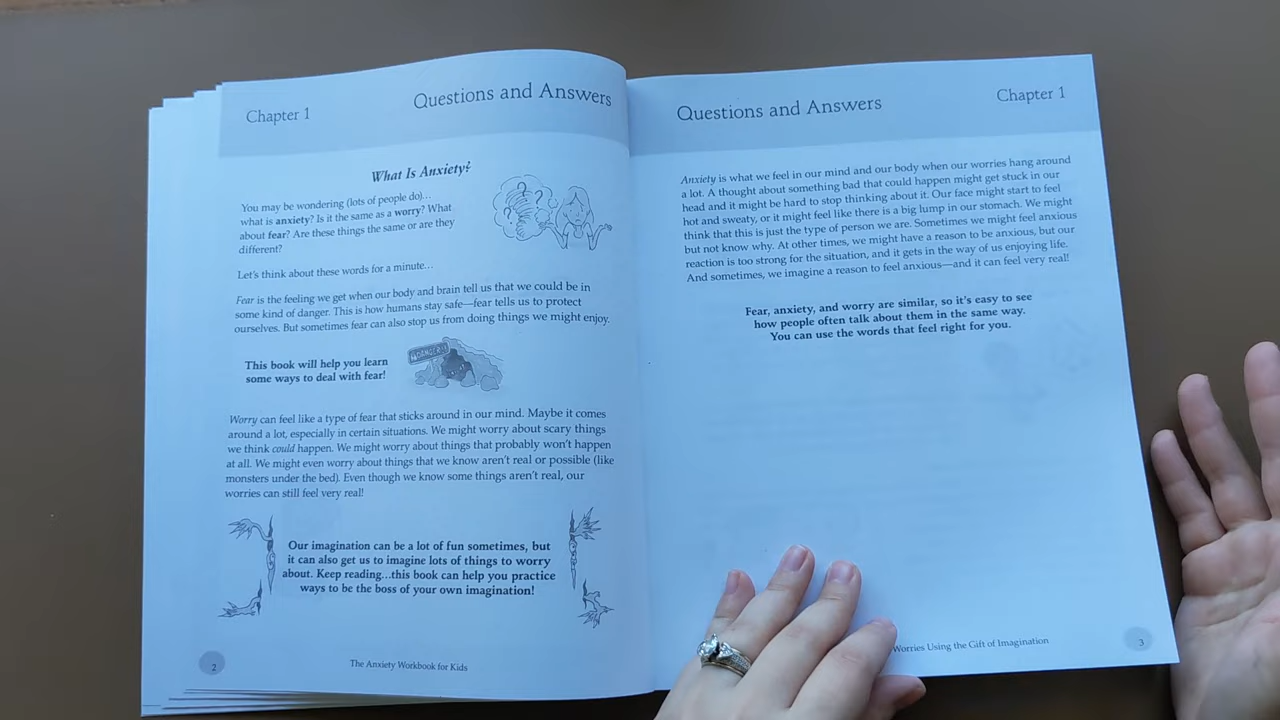 Chapter 1
Questions and Answers
What Is Anxiety?
You may be wondering (lots of people do)…
what is anxiety? Is it the same as a worry? What
about fear? Are these things the same or are they
different?
Let's think about these words for a minute…
Fear is the feeling we get when our body and brain tell us that we could be in
some kind of danger. This is how humans stay safe—fear tells us to protect
ourselves. But sometimes fear can also stop us from doing things we might enjoy.
This book will help you learn
some ways to deal with fear!
DANGER!
Worry can feel like a type of fear that sticks around in our mind. Maybe it comes
around a lot, especially in certain situations. We might worry about scary things
we think could happen. We might worry about things that probably won't happen
at all. We might even worry about things that we know aren't real or possible (like
monsters under the bed). Even though we know some things aren't real, our
worries can still feel very real!
Our imagination can be a lot of fun sometimes, but
it can also get us to imagine lots of things to worry
about. Keep reading…this book can help you practice
ways to be the boss of your own imagination!
2
The Anxiety Workbook for Kids
Questions and Answers
Chapter 1
Anxiety is what we feel in our mind and our body when our worries hang around
a lot. A thought about something bad that could happen might get stuck in our
head and it might be hard to stop thinking about it. Our face might start to feel
hot and sweaty, or it might feel like there is a big lump in our stomach. We might
think that this is just the type of person we are. Sometimes we might feel anxious
but not know why. At other times, we might have a reason to be anxious, but our
reaction is too strong for the situation, and it gets in the way of us enjoying life.
And sometimes, we imagine a reason to feel anxious—and it can feel very real!
Fear, anxiety, and worry are similar, so it's easy to see
how people often talk about them in the same way.
You can use the words that feel right for you.
Worries Using the Gift of Imagination
3